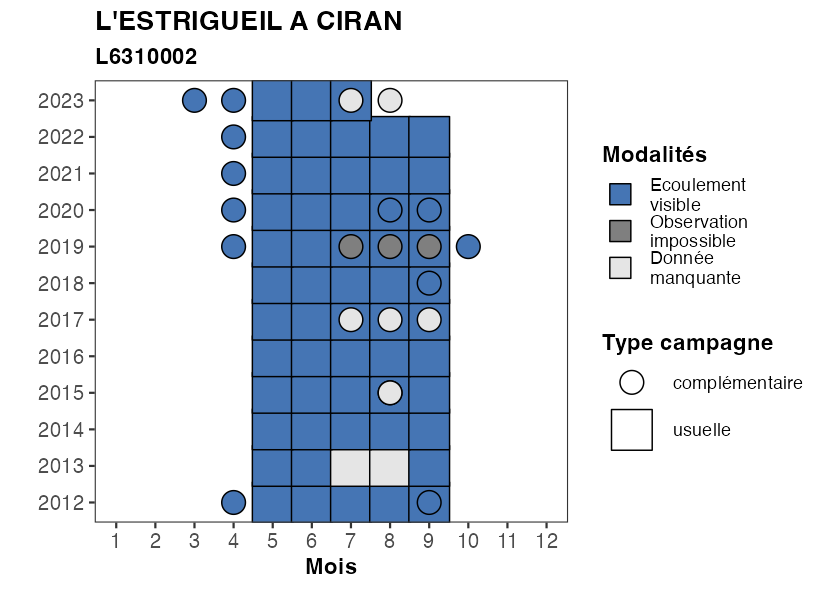 L'ESTRIGUEIL A CIRAN
L6310002
2023
2022
2021
2020
2019
2018
2017
2016
2015
2014
2013
2012
1 2 3 4 5 6 7 8 9 10 11 12
Mois
Modalités
Ecoulement
visible
Observation
impossible
Donnée
manquante
Type campagne
complémentaire
usuelle